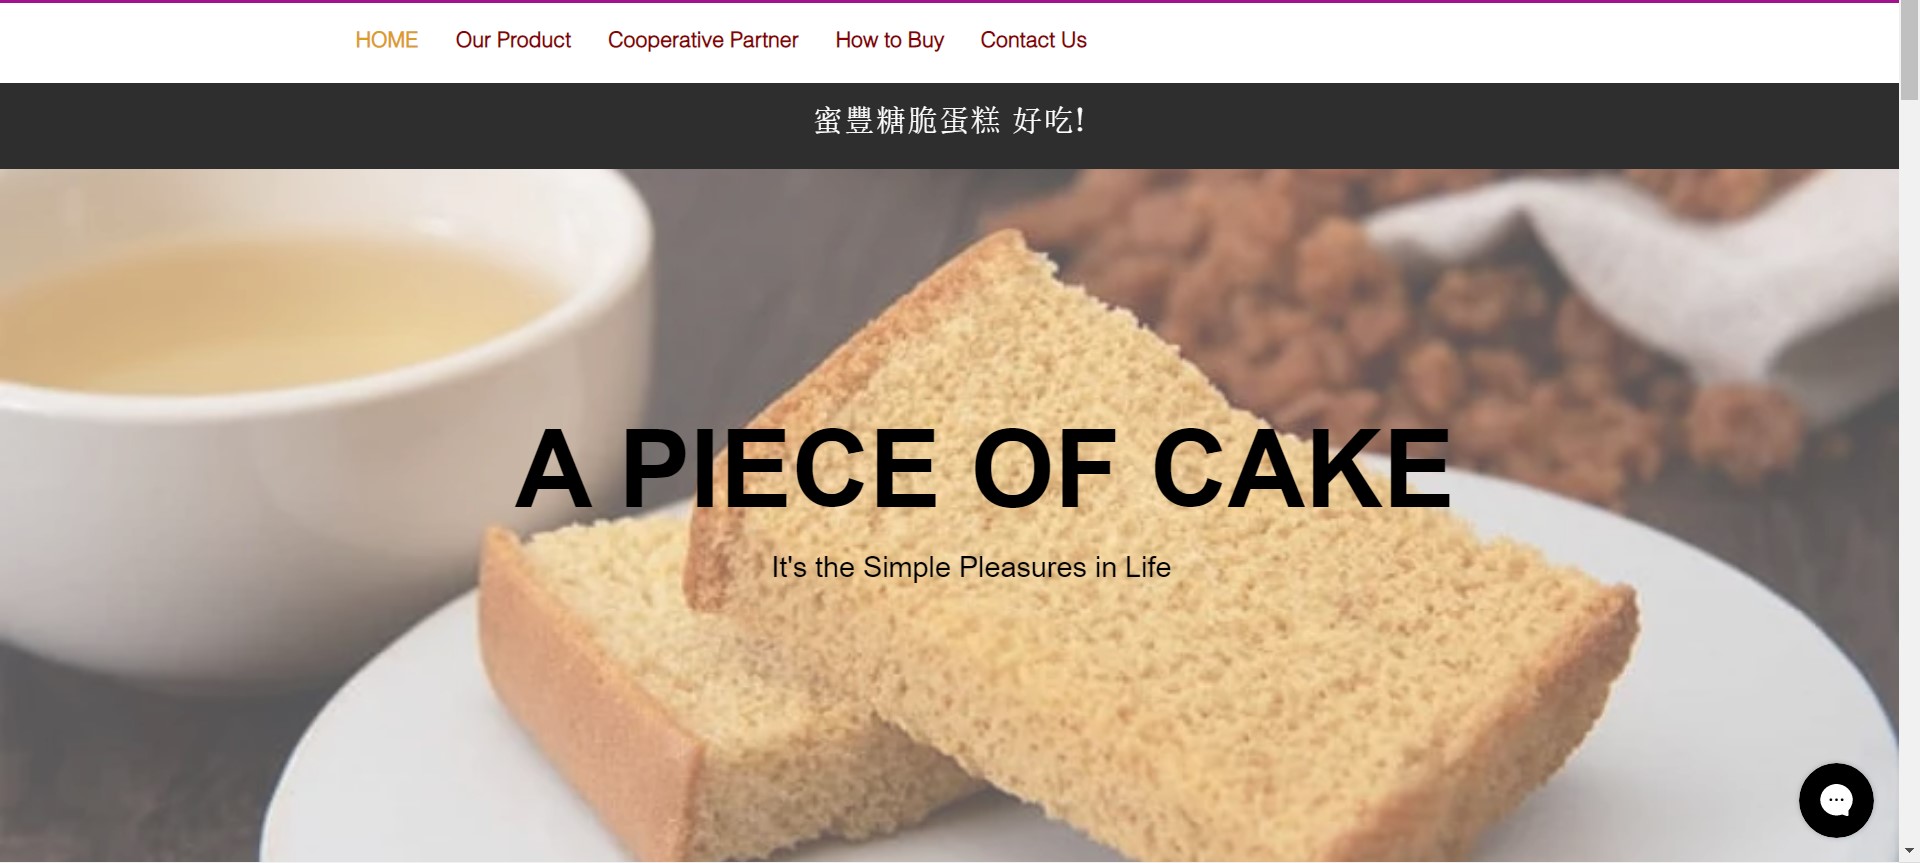 HOME Our Product Cooperative Partner How to Buy Contact Us
蜜豐糖脆蛋糕 好吃!
A PIECE OF CAKE
It's the Simple Pleasures in Life